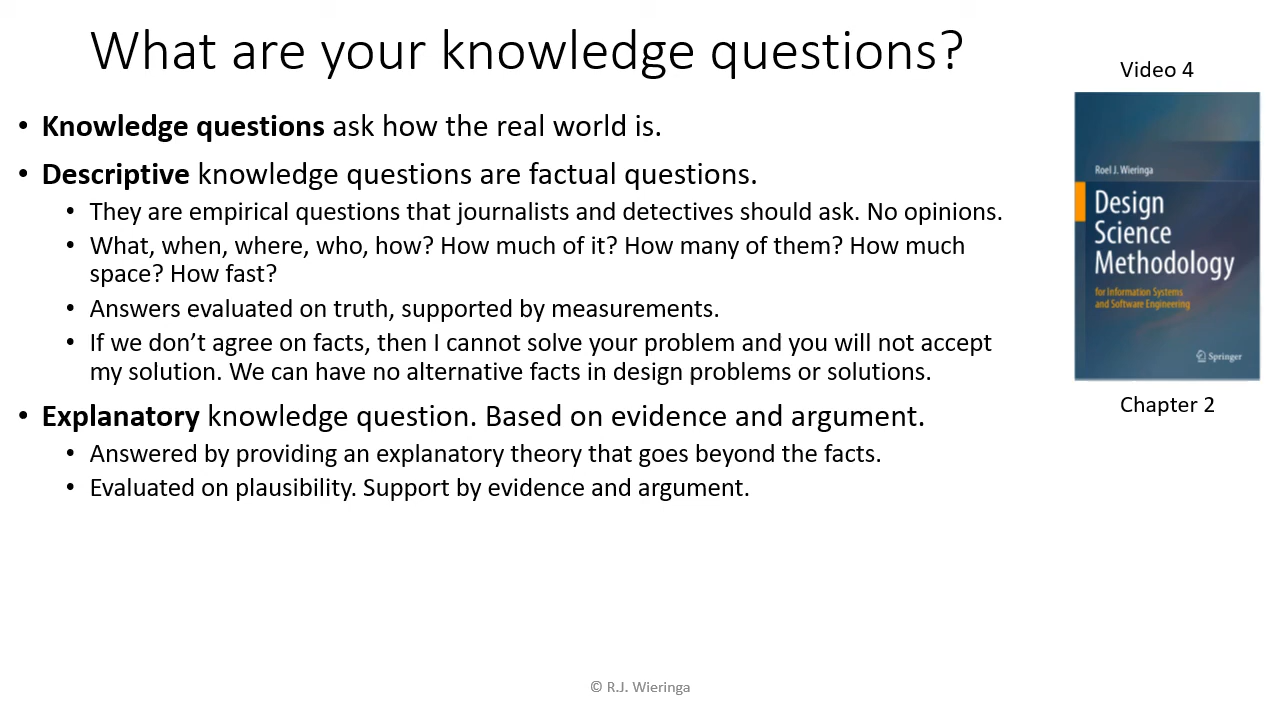 What are your knowledge questions?
• Knowledge questions ask how the real world is.
• Descriptive knowledge questions are factual questions.
• They are empirical questions that journalists and detectives should ask. No opinions.
• What, when, where, who, how? How much of it? How many of them? How much
space? How fast?
• Answers evaluated on truth, supported by measurements.
• If we don’t agree on facts, then I cannot solve your problem and you will not accept
my solution. We can have no alternative facts in design problems or solutions.
• Explanatory knowledge question. Based on evidence and argument.
• Answered by providing an explanatory theory that goes beyond the facts.
• Evaluated on plausibility. Support by evidence and argument.
Video 4
Roel J. Wieringa
Design
Science
Methodology
for Information Systems
and Software Engineering
Springer
Chapter 2
© R.J. Wieringa